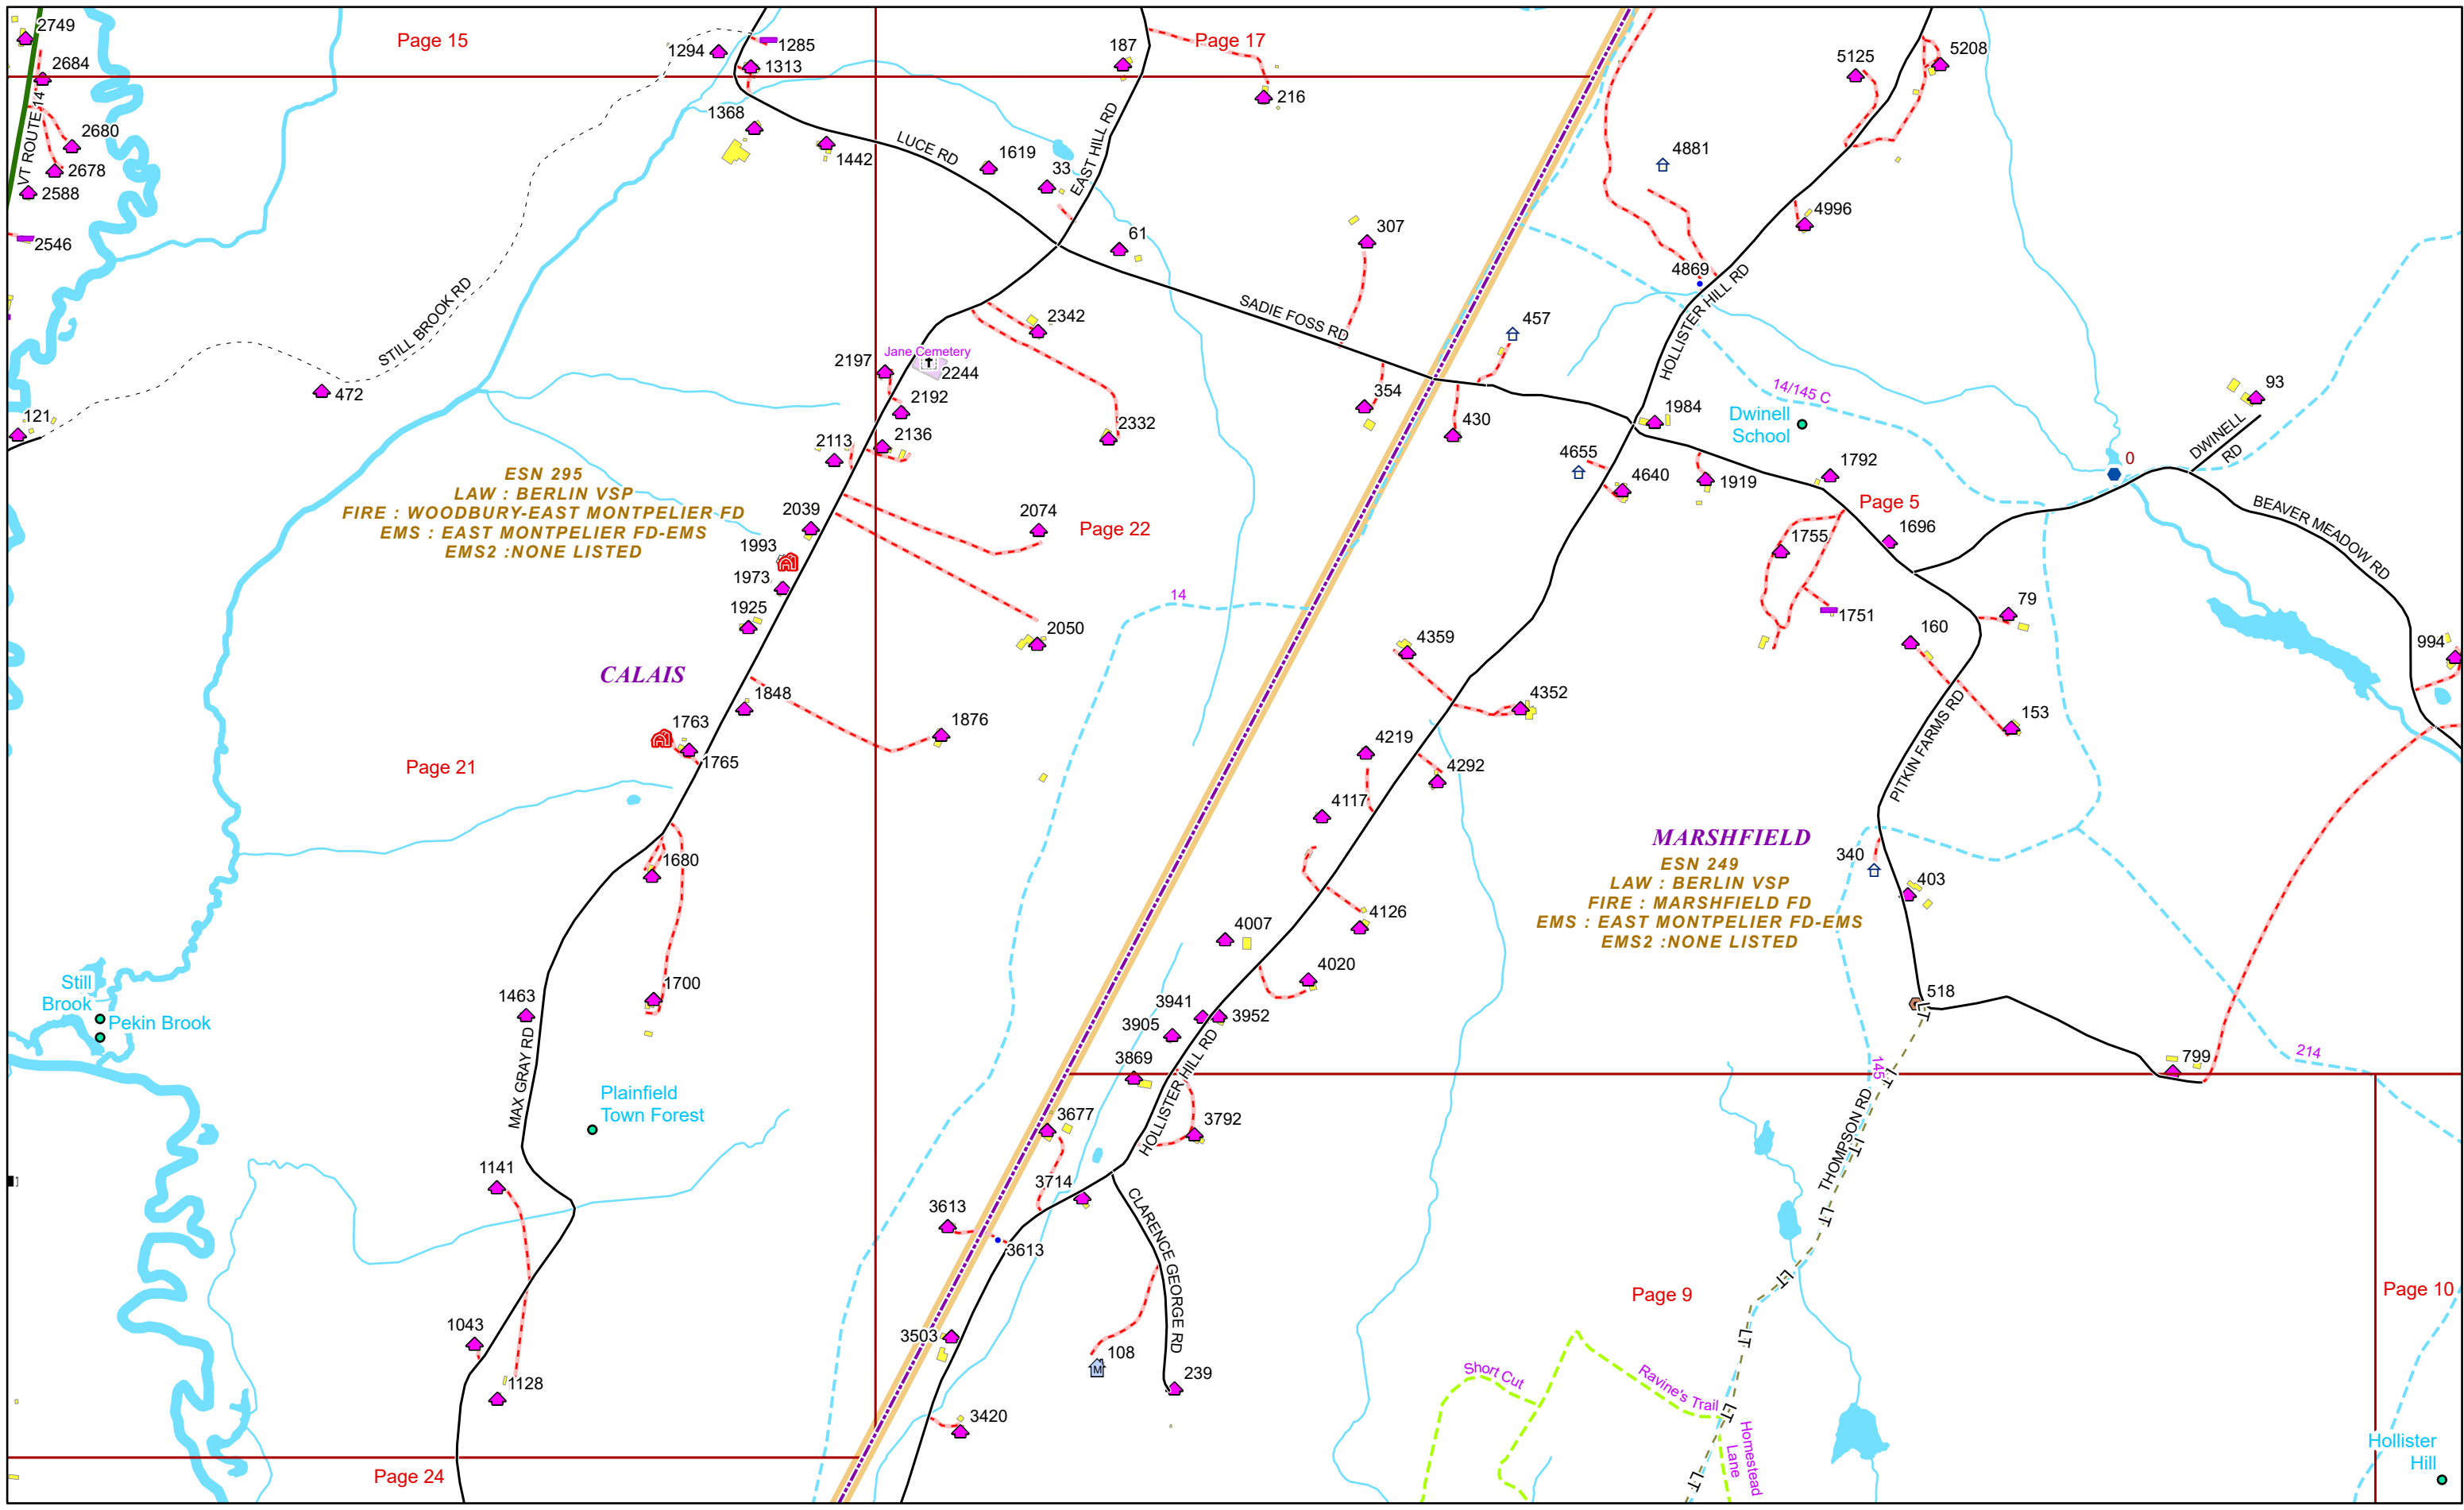 2749
Page 15
1294
1285
187
Page 17
5125
5208
2684
1313
216
VT ROUTE 14
2680
1368
LUCE RD
EAST HILL RD
2678
1442
1619
33
4881
2588
61
307
4996
2546
STILL BROOK RD
SADIE FOSS RD
4869
HOLLISTER HILL RD
2342
457
Jane Cemetery
2197
2244
472
2192
2332
354
430
1984
14/145 C
Dwinell
School
93
DWINELL
RD
121
2113
2136
4655
4640
1919
1792
0
ESN 295
LAW : BERLIN VSP
FIRE : WOODBURY-EAST MONTPELIER FD
EMS : EAST MONTPELIER FD-EMS
EMS2 :NONE LISTED
2039
2074
Page 22
Page 5
BEAVER MEADOW RD
1993
1755
1696
1973
14
1925
2050
1751
79
160
994
CALAIS
4359
1848
4352
PITKIN FARMS RD
153
1763
1876
1765
4219
4292
Page 21
4117
MARSHFIELD
ESN 249
LAW : BERLIN VSP
FIRE : MARSHFIELD FD
EMS : EAST MONTPELIER FD-EMS
EMS2 :NONE LISTED
340
403
1680
4126
4007
4020
Still
Brook
Pekin Brook
1463
1700
3941
3952
3905
518
LT
MAX GRAY RD
3869
HOLLISTER HILL RD
145
LT
799
214
Plainfield
Town Forest
3677
3792
THOMPSON RD
LT
1141
3714
3613
3613
CLARENCE GEORGE RD
LT
LT
Page 9
Page 10
1043
3503
108
239
LT
1128
Short Cut
Ravine's Trail
LT
3420
Homestead
Lane
Hollister
Hill
Page 24
LT
M